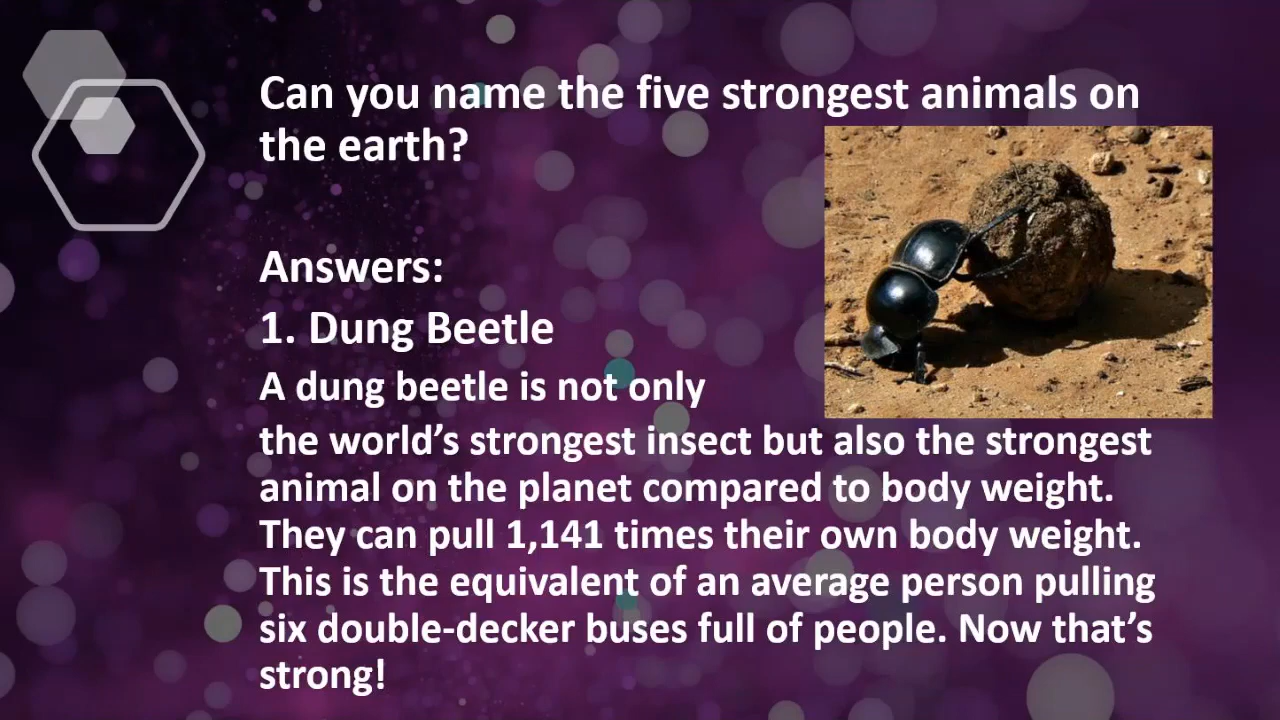 Can you name the five strongest animals on
the earth?
Answers:
1. Dung Beetle
A dung beetle is not only
the world’s strongest insect but also the strongest
animal on the planet compared to body weight.
They can pull 1,141 times their own body weight.
This is the equivalent of an average person pulling
six double-decker buses full of people. Now that’s
strong!